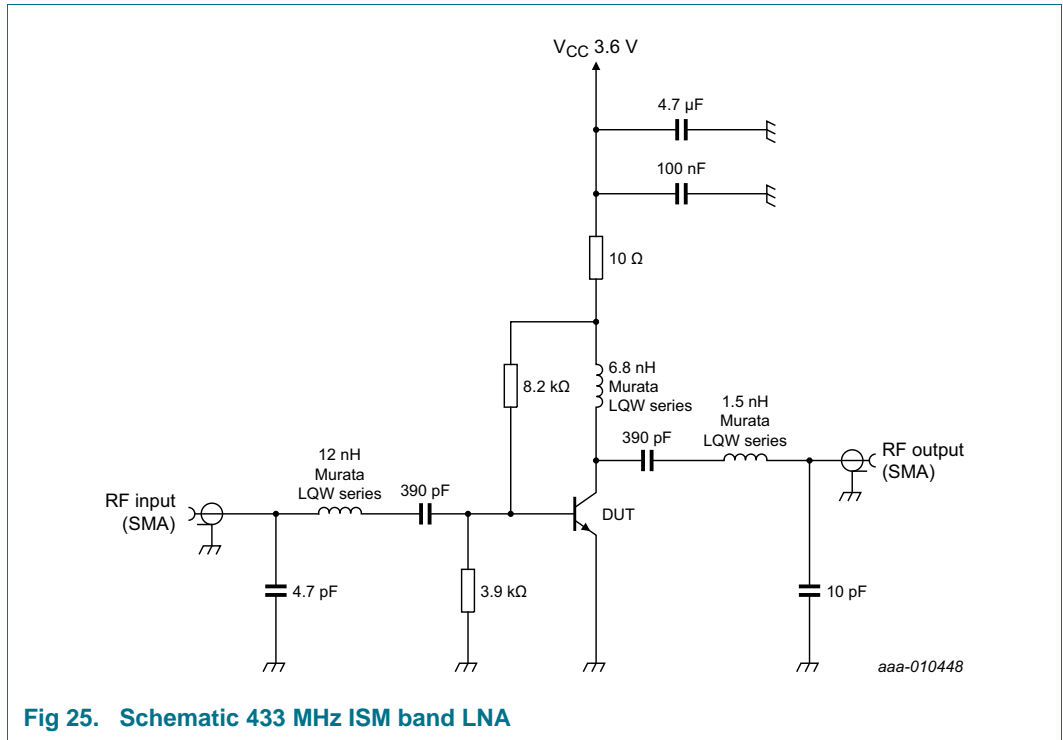 VCC 3.6 V
4.7 µF
100 nF
10 Ω
8.2 kΩ
6.8 nH
Murata
LQW series
1.5 nH
Murata
LQW series
390 pF
RF output
(SMA)
12 nH
Murata
LQW series
390 pF
RF input
(SMA)
DUT
4.7 pF
3.9 kΩ
10 pF
aaa-010448
Fig 25. Schematic 433 MHz ISM band LNA